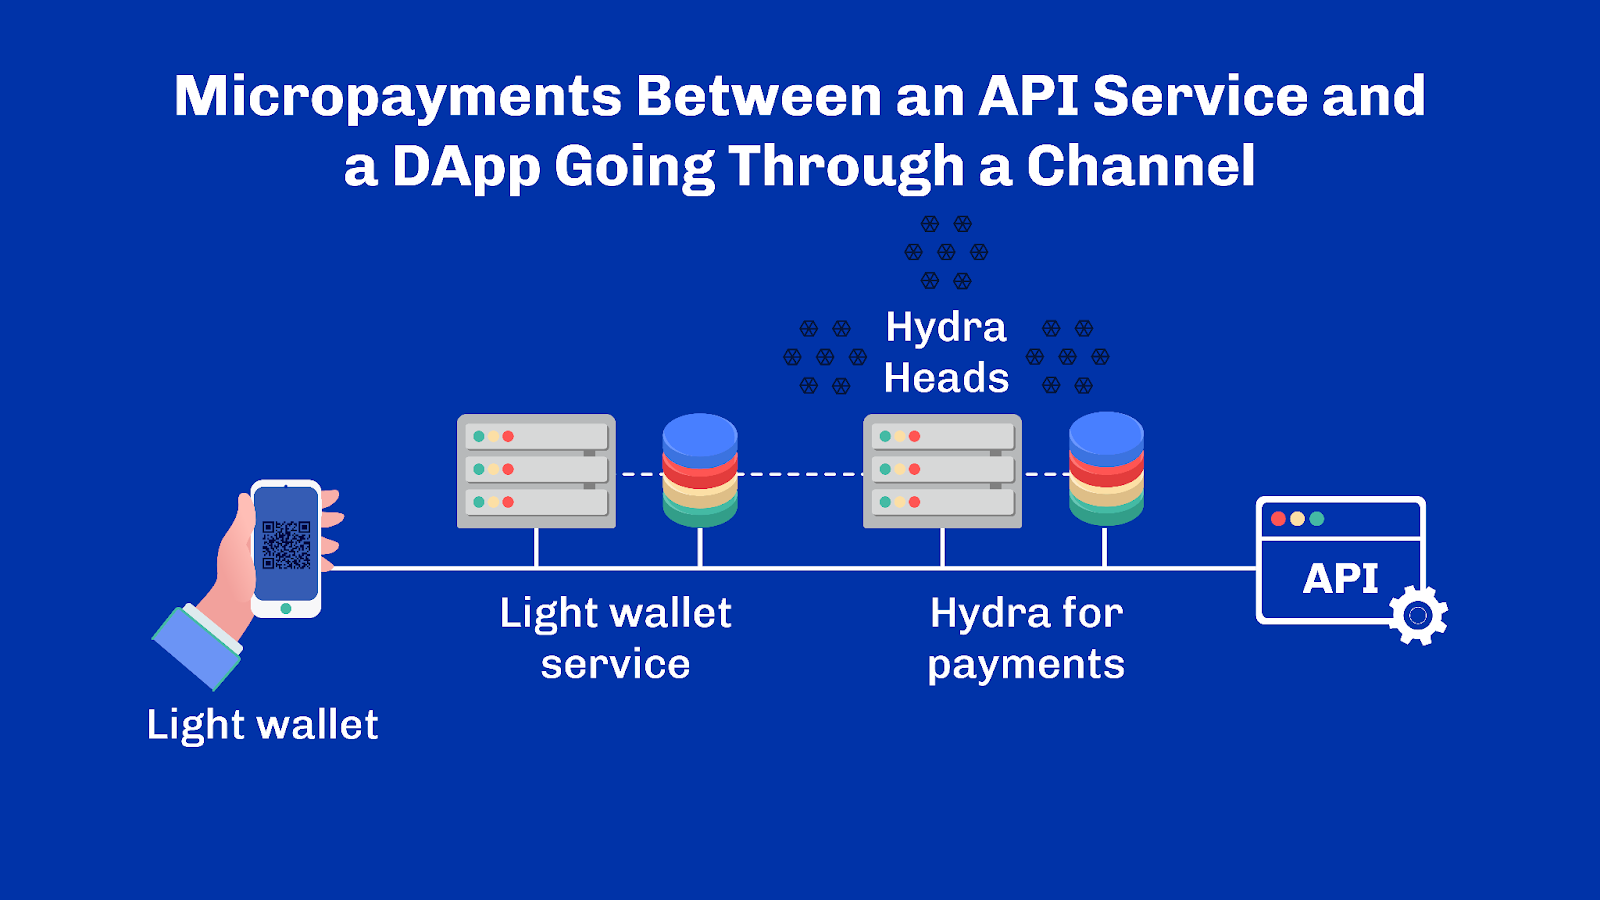 Micropayments Between an API Service and
a DApp Going Through a Channel
Hydra
Heads
API
Light wallet
service
Hydra for
payments
Light wallet